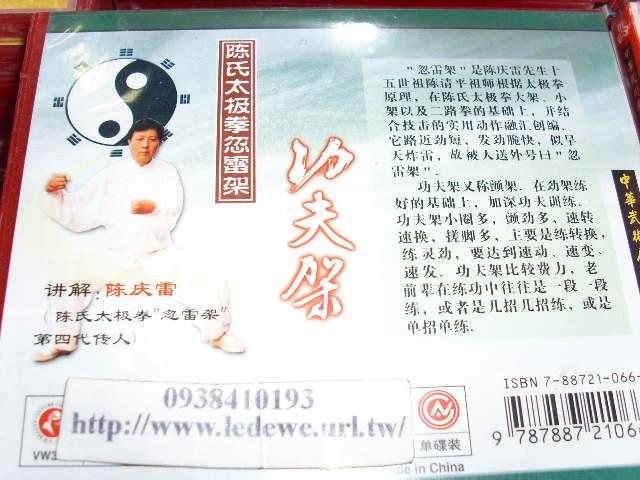 陈氏太极拳忽雷架
功夫架
讲解:陈庆雷
(陈氏太极拳"忽雷架"
第四代传人)
"忽雷架"是陈庆雷先生十
五世祖陈清平祖师根据太极拳
原理，在陈氏太极拳大架、小
架以及二路拳的基础上，并结
合技击的实用动作融汇创编。
它路近劲短，发劲脆快，似旱
天炸雷，故被人送外号曰"忽
雷架"。
功夫架又称颤架。在劲架练
好的基础上，加深功夫训练。
功夫架小圈多，颤劲多，速转
速换，搓脚多，主要是练转换，
练灵劲，要达到速动、速变、
速发。功夫架比较费力，老
前辈在练功中往往是一段一段
练，或者是几招几招练，或是
单招单练。
中華武術
ISBN 7-88721-066-
9 787887 21066
单碟装
Made in China
VW3
0938410193
http://www.ledewe.url.tw/